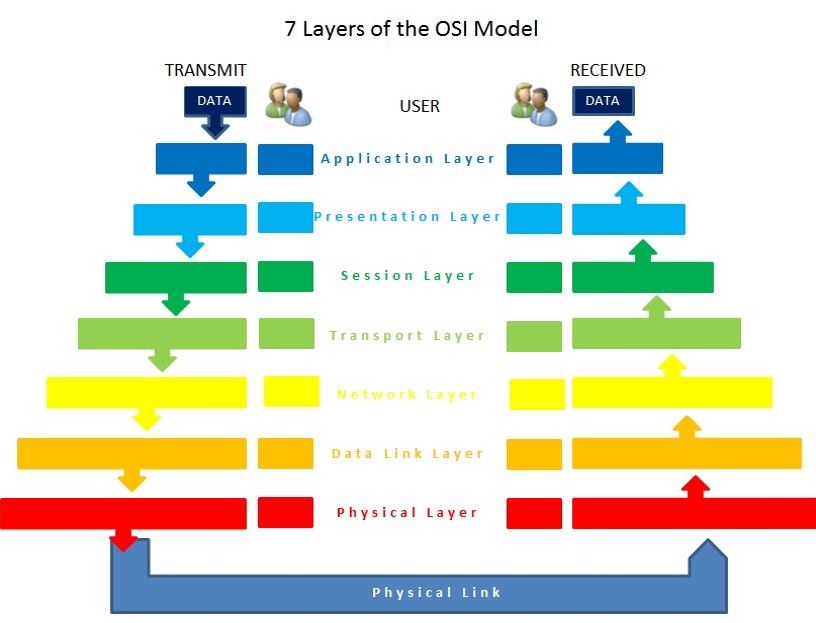 7 Layers of the OSI Model
TRANSMIT
RECEIVED
DATA
USER
DATA
Application Layer
Presentation Layer
Session Layer
Transport Layer
Network Layer
Data Link Layer
Physical Layer
Physical Link